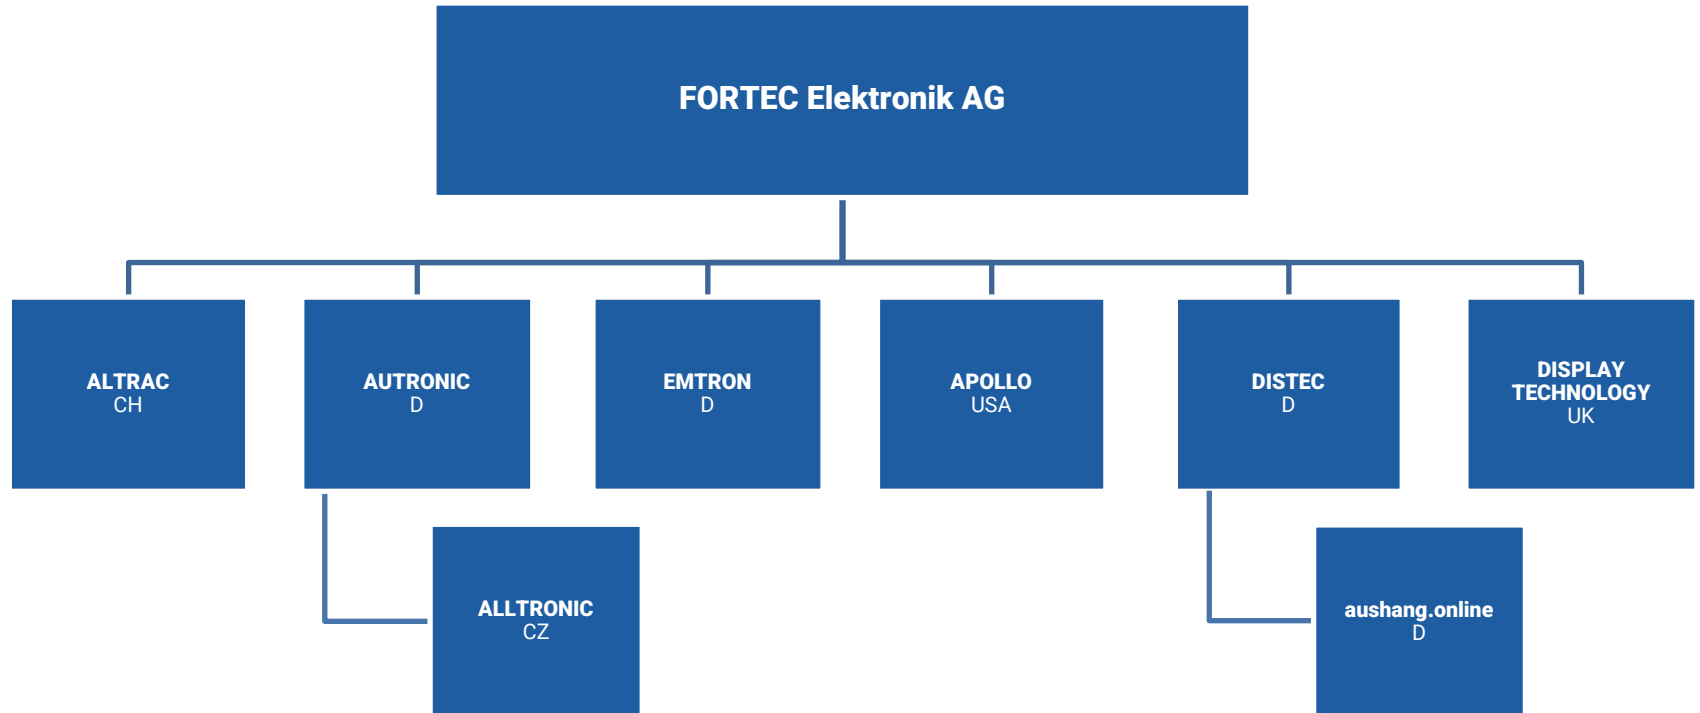 FORTEC Elektronik AG
ALTRAC
CH
AUTRONIC
D
EMTRON
D
APOLLO
USA
DISTEC
D
DISPLAY
TECHNOLOGY
UK
ALLTRONIC
CZ
aushang.online
D